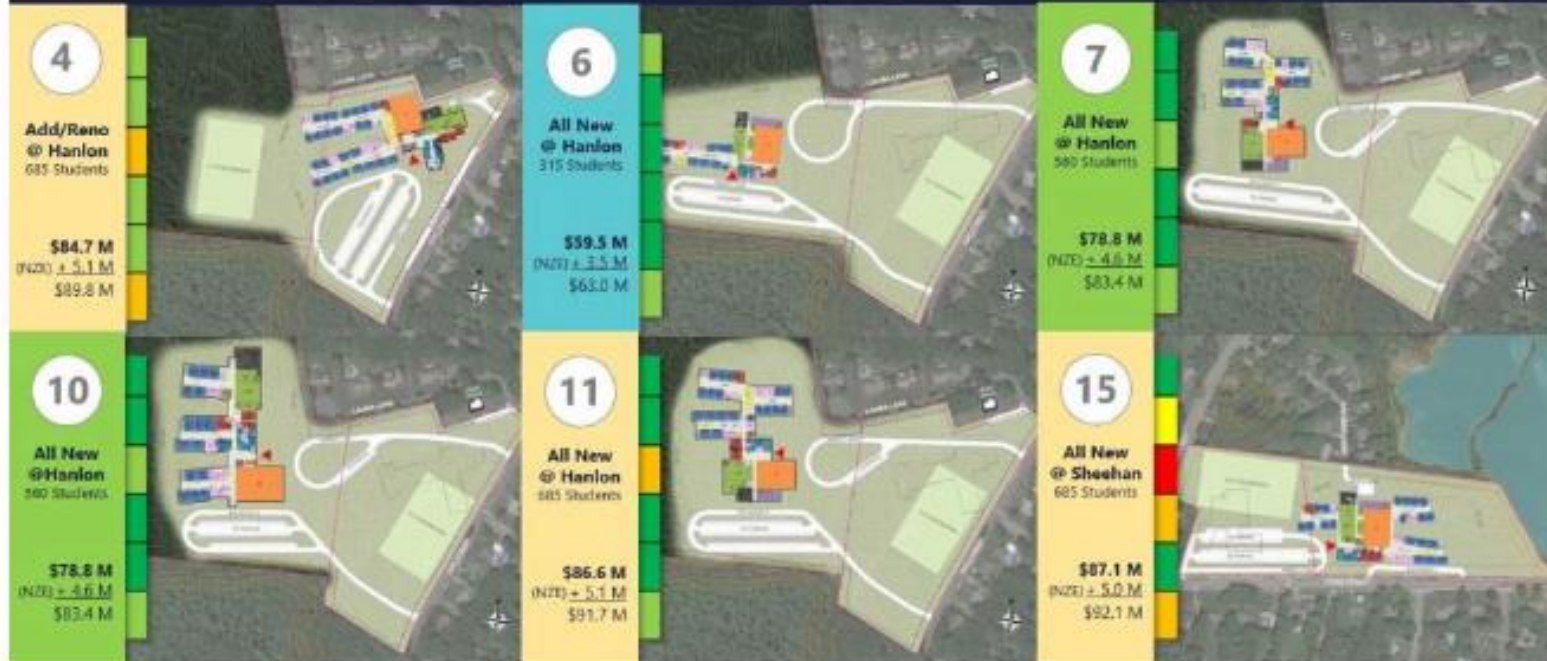 4
Add/Reno
@ Hanlon
685 Students
$84.7 M
(NZE) + 5.1 M
$89.8 M
6
All New
@ Hanlon
315 Students
$59.5 M
(NZE) + 3.5 M
$63.0 M
7
All New
@ Hanlon
560 Students
$78.8 M
(NZE) + 4.6 M
$83.4 M
10
All New
@Hanlon
560 Students
$78.8 M
(NZE) + 4.6 M
$83.4 M
11
All New
@ Hanlon
685 Students
$86.6 M
(NZE) + 5.1 M
$91.7 M
15
All New
@ Sheehan
685 Students
$87.1 M
(NZE) + 5.0 M
$92.1 M